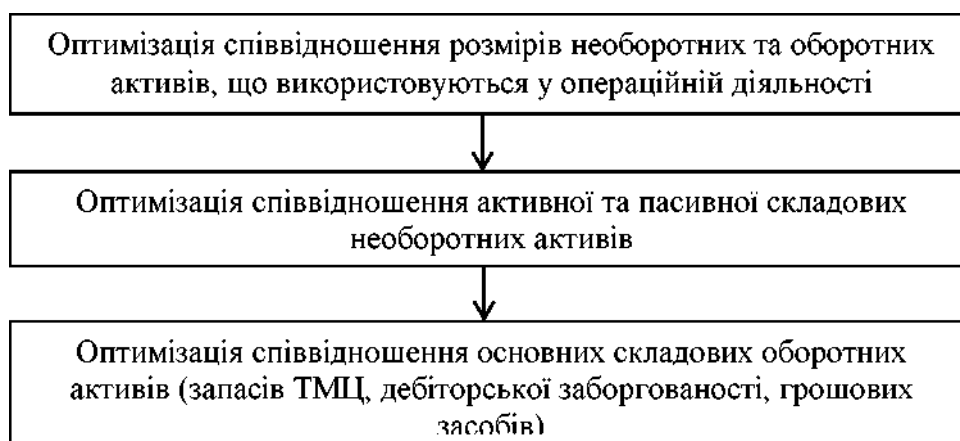 Оптимізація співвідношення розмірів необоротних та оборотних
активів, що використовуються у операційній діяльності
Оптимізація співвідношення активної та пасивної складових
необоротних активів
Оптимізація співвідношення основних складових оборотних
активів (запасів ТМЦ, дебіторської заборгованості, грошових
засобів)